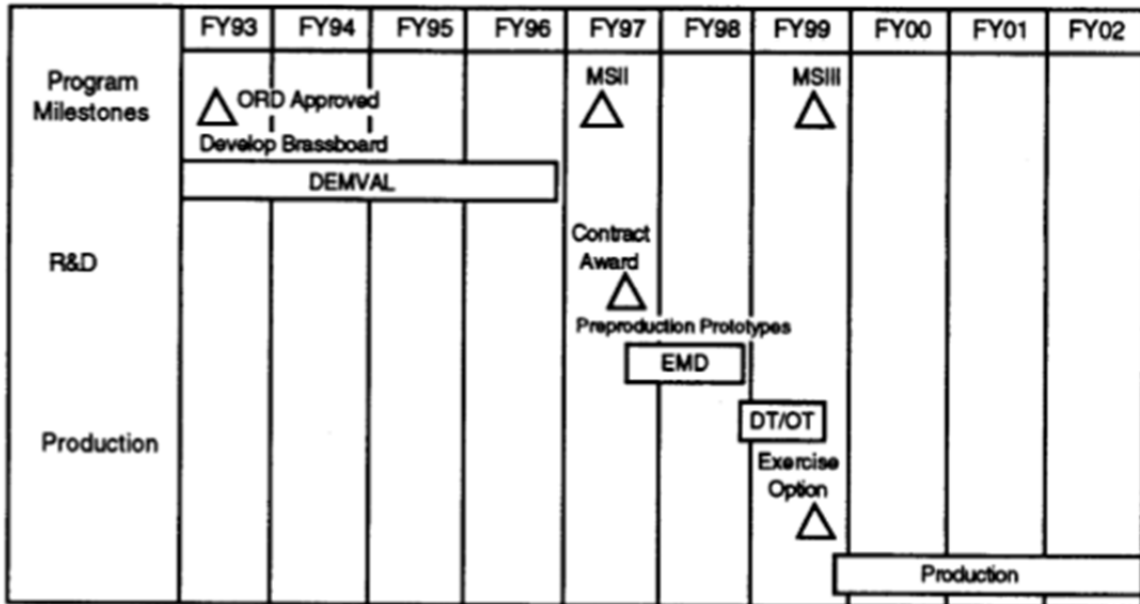 FY93 FY94 FY95 FY96 FY97 FY98 FY99 FY00 FY01 FY02
Program
Milestones
ORD Approved
MSII
MSIII
Develop Brassboard
DEMVAL
R&D
Contract
Award
Preproduction Prototypes
EMD
DT/OT
Production
Exercise
Option
Production